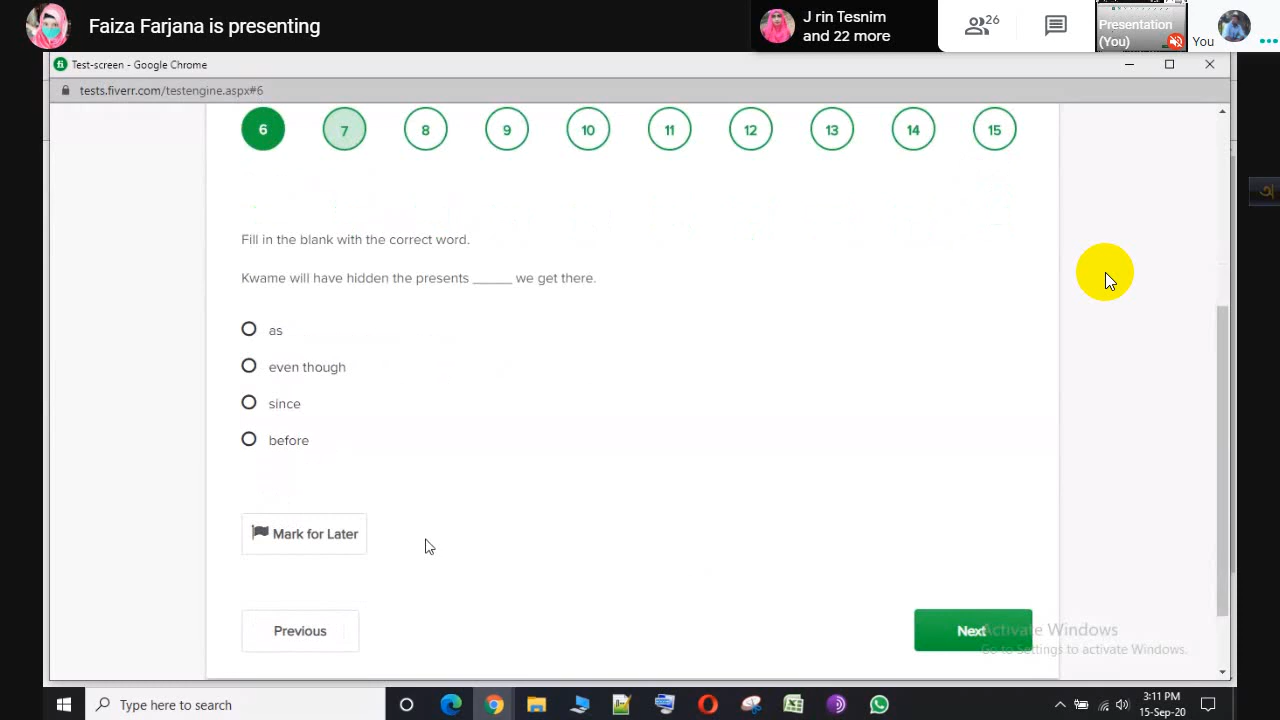 Faiza Farjana is presenting
J rin Tesnim
and 22 more
26
Presentation
(You)
You
Test-screen - Google Chrome
tests.fiverr.com/testengine.aspx#6
6 7 8 9 10 11 12 13 14 15
Fill in the blank with the correct word.
Kwame will have hidden the presents ______ we get there.
as
even though
since
before
Mark for Later
Previous
Next
Activate Windows
Go to Settings to activate Windows.
Type here to search
3:11 PM
15-Sep-20